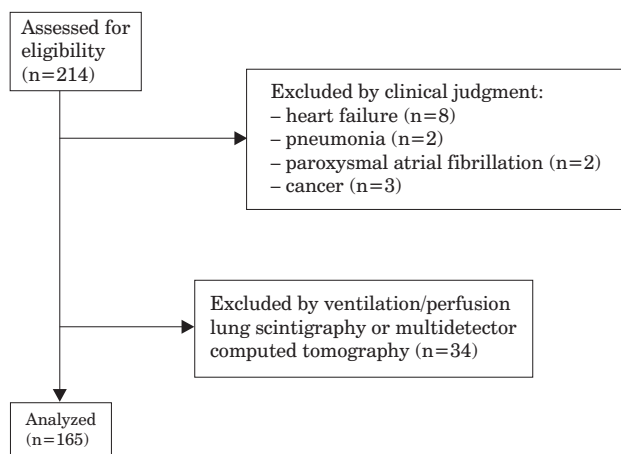 Assessed for
eligibility
(n=214)
Excluded by clinical judgment:
– heart failure (n=8)
– pneumonia (n=2)
– paroxysmal atrial fibrillation (n=2)
– cancer (n=3)
Excluded by ventilation/perfusion
lung scintigraphy or multidetector
computed tomography (n=34)
Analyzed
(n=165)